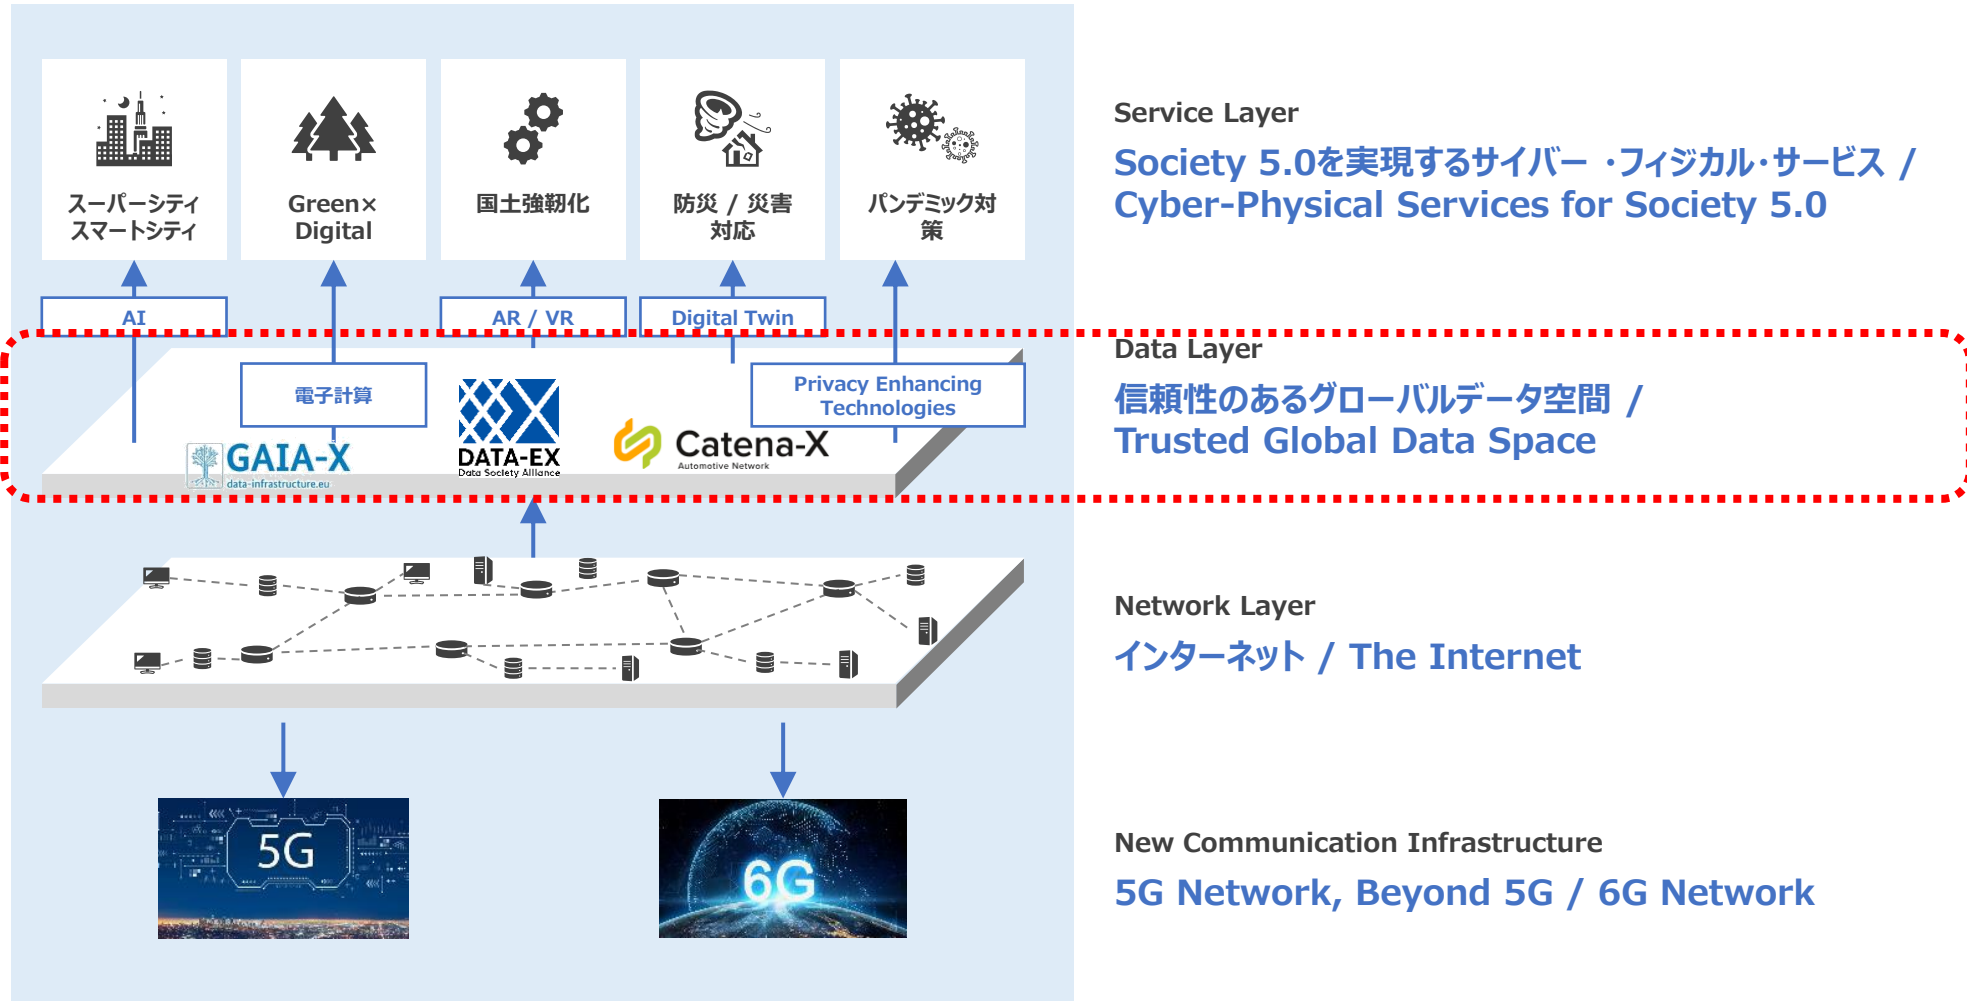 スーパーシティ
スマートシティ
Green×
Digital
国土強靭化
防災 / 災害
対応
パンデミック対
策
Service Layer
Society 5.0を実現するサイバー ・フィジカル・サービス /
Cyber-Physical Services for Society 5.0
AI
AR / VR
Digital Twin
電子計算
Privacy Enhancing
Technologies
GAIA-X
data-infrastructure.eu
DATA-EX
Data Society Alliance
Catena-X
Automotive Network
Data Layer
信頼性のあるグローバルデータ空間 /
Trusted Global Data Space
Network Layer
インターネット / The Internet
5G
6G
New Communication Infrastructure
5G Network, Beyond 5G / 6G Network